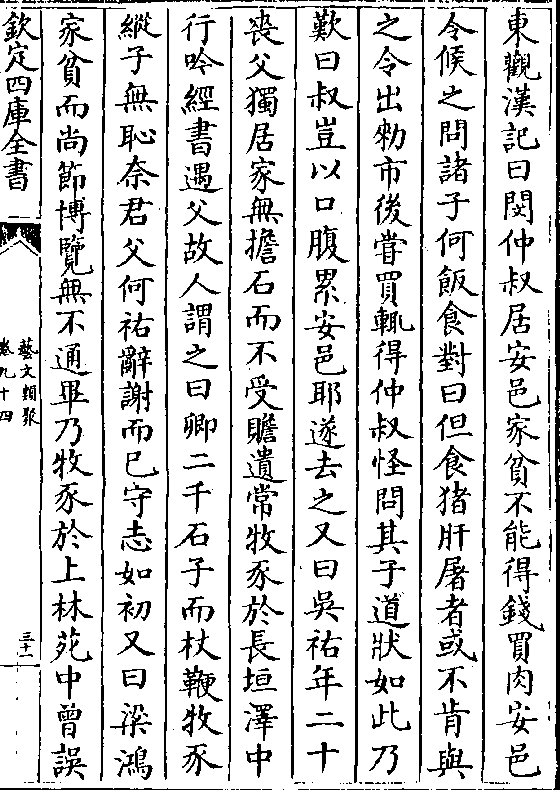 東觀漢記曰閔仲叔居安邑家貧不能得錢買肉安邑
令候之問諸子何飯食對曰但食猪肝屠者或不肯與
之令出勑市後嘗買輒得仲叔怪問其子道狀如此乃
歎曰叔豈以口腹累安邑耶遂去之又曰吳祐年二十
喪父獨居家無擔石而不受贍遺常牧豕於長垣澤中
行吟經書遇父故人謂之曰卿二千石子而杖鞭牧豕
縱子無恥奈君父何祐辭謝而已守志如初又曰梁鴻
家貧而尚節博覽無不通畢乃牧豕於上林苑中曾誤
欽定四庫全書
藝文類聚
卷九十四
三十一